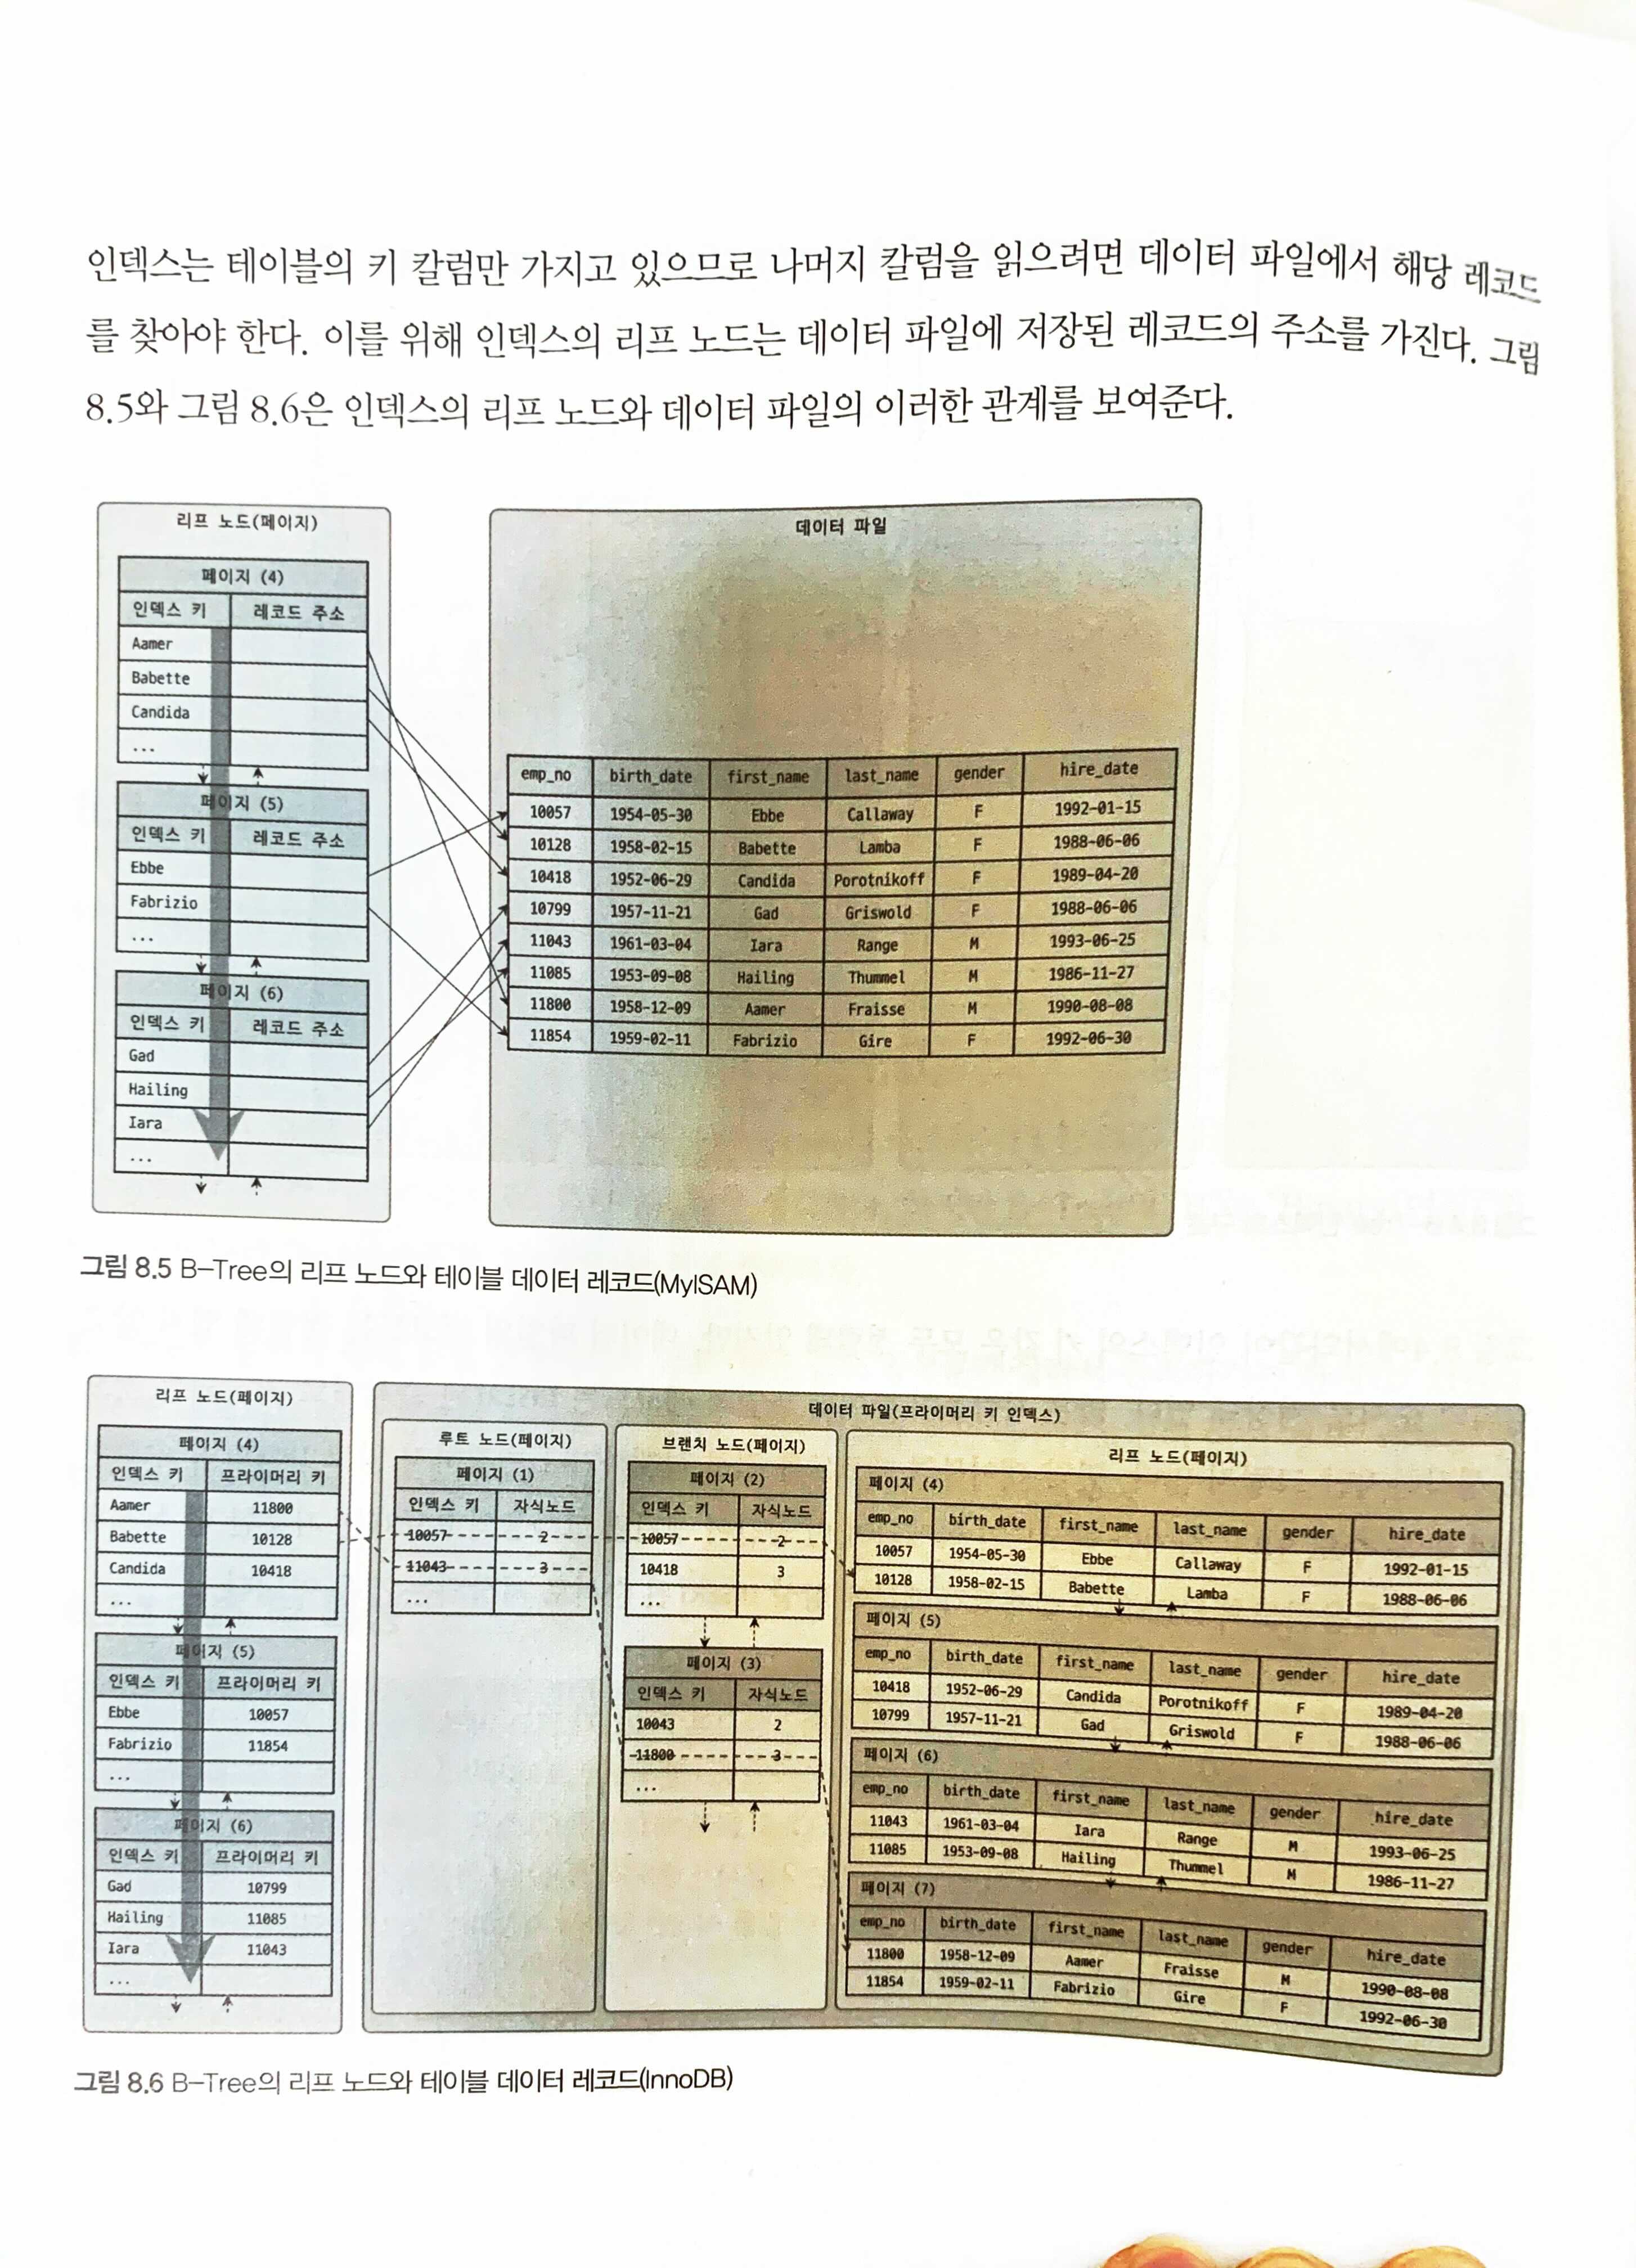 인덱스는 테이블의 키 칼럼만 가지고 있으므로 나머지 칼럼을 읽으려면 데이터 파일에서 해당 레코드
를 찾아야 한다. 이를 위해 인덱스의 리프 노드는 데이터 파일에 저장된 레코드의 주소를 가진다. 그림
8.5와 그림 8.6은 인덱스의 리프 노드와 데이터 파일의 이러한 관계를 보여준다.
리프 노드(페이지)
페이지 (4)
인덱스 키 레코드 주소
Aamer
Babette
Candida
...
페이지 (5)
인덱스 키 레코드 주소
Ebbe
Fabrizio
...
페이지 (6)
인덱스 키 레코드 주소
Gad
Hailing
Iara
...
데이터 파일
emp_no birth_date first_name last_name gender hire_date
10057 1954-05-30 Ebbe Callaway F 1992-01-15
10128 1958-02-15 Babette Lamba F 1988-06-06
10418 1952-06-29 Candida Porotnikoff F 1989-04-20
10799 1957-11-21 Gad Griswold F 1988-06-06
11043 1961-03-04 Iara Range M 1993-06-25
11085 1953-09-08 Hailing Thummel M 1986-11-27
11800 1958-12-09 Aamer Fraisse M 1990-08-08
11854 1959-02-11 Fabrizio Gire F 1992-06-30
그림 8.5 B-Tree의 리프 노드와 테이블 데이터 레코드(MyISAM)
리프 노드(페이지)
페이지 (4)
인덱스 키 프라이머리 키
Aamer 11800
Babette 10128
Candida 10418
...
페이지 (5)
인덱스 키 프라이머리 키
Ebbe 10057
Fabrizio 11854
...
페이지 (6)
인덱스 키 프라이머리 키
Gad 10799
Hailing 11085
Iara 11043
...
데이터 파일(프라이머리 키 인덱스)
루트 노드(페이지)
페이지 (1)
인덱스 키 자식노드
10057 2
11043 3
...
브랜치 노드(페이지)
페이지 (2)
인덱스 키 자식노드
10057 2
10418 3
...
페이지 (3)
인덱스 키 자식노드
10043 2
11800 3
...
리프 노드(페이지)
페이지 (4)
emp_no birth_date first_name last_name gender hire_date
10057 1954-05-30 Ebbe Callaway F 1992-01-15
10128 1958-02-15 Babette Lamba F 1988-06-06
페이지 (5)
emp_no birth_date first_name last_name gender hire_date
10418 1952-06-29 Candida Porotnikoff F 1989-04-20
10799 1957-11-21 Gad Griswold F 1988-06-06
페이지 (6)
emp_no birth_date first_name last_name gender hire_date
11043 1961-03-04 Iara Range M 1993-06-25
11085 1953-09-08 Hailing Thummel M 1986-11-27
페이지 (7)
emp_no birth_date first_name last_name gender hire_date
11800 1958-12-09 Aamer Fraisse M 1990-08-08
11854 1959-02-11 Fabrizio Gire F 1992-06-30
그림 8.6 B-Tree의 리프 노드와 테이블 데이터 레코드(InnoDB)